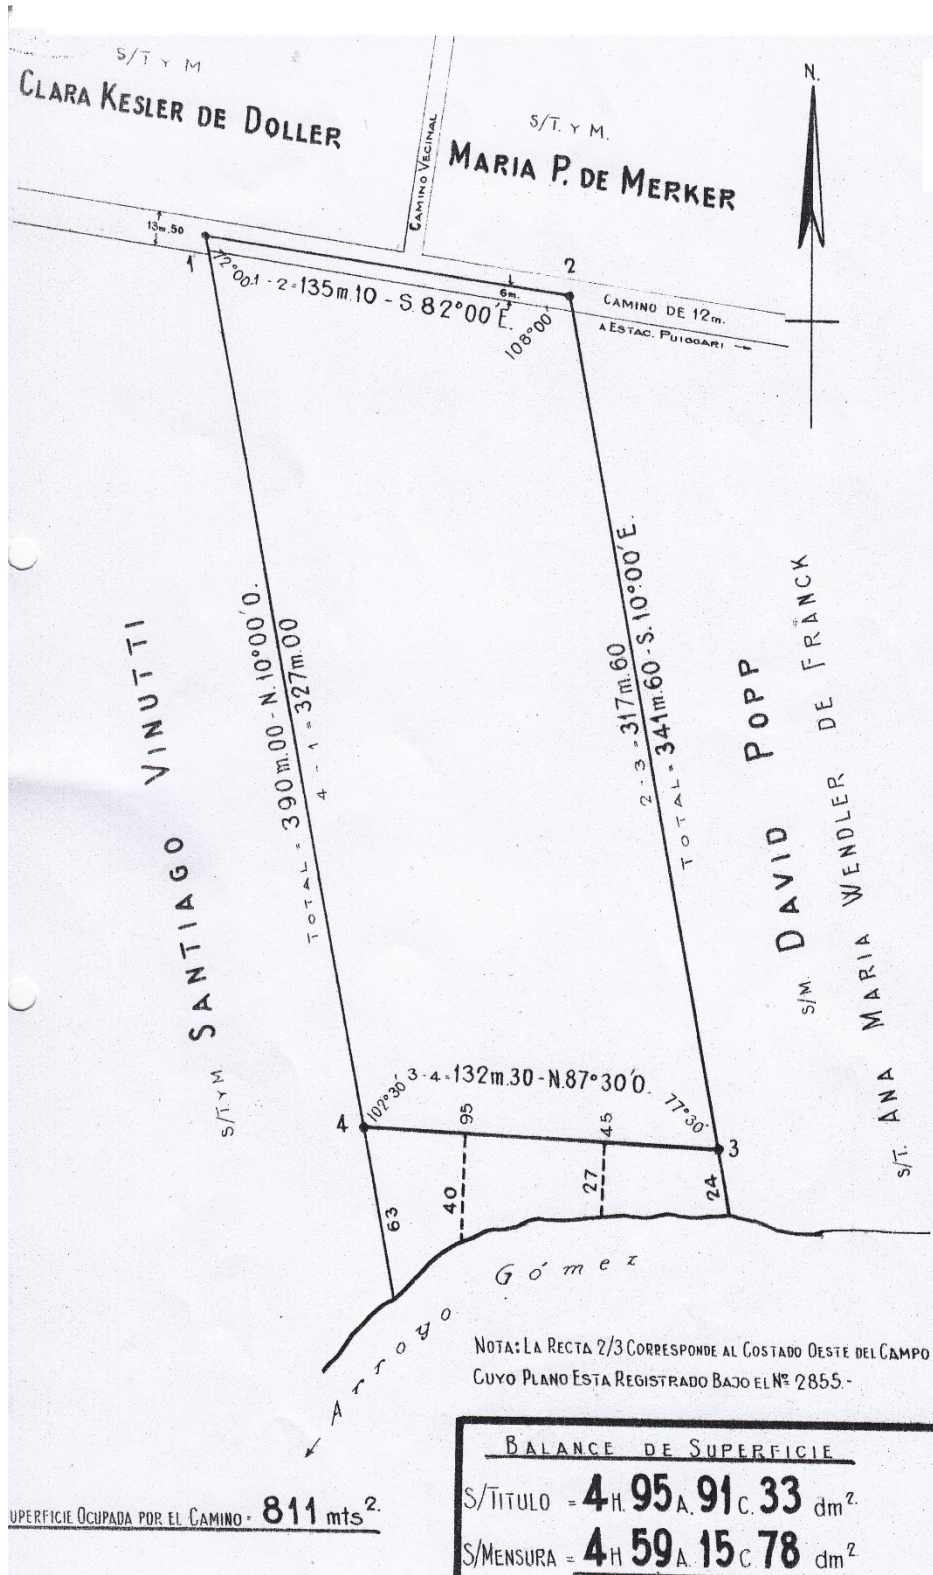 S/T Y M
CLARA KESLER DE DOLLER
S/T. Y M.
MARIA P. DE MERKER
N.
CAMINO VECINAL
13m.50
1
72°00'
1 - 2 = 135m.10 - S. 82°00'E.
6m.
2
108°00'
CAMINO DE 12m.
A ESTAC. PUIGGARI
S/T. Y M. SANTIAGO VINUTTI
TOTAL = 390m.00 - N. 10°00'O.
4 - 1 = 327m.00
2 - 3 = 317m.60
TOTAL = 341m.60 - S. 10°00'E.
S/M. DAVID POPP
S/T. ANA MARIA WENDLER DE FRANCK
4
102°30'
3 - 4 = 132m.30 - N. 87°30'O.
77°30'
3
95
45
63
40
27
24
Arroyo Gómez
NOTA: LA RECTA 2/3 CORRESPONDE AL COSTADO OESTE DEL CAMPO
CUYO PLANO ESTA REGISTRADO BAJO EL Nº 2855.-
BALANCE DE SUPERFICIE
S/TITULO = 4H. 95A. 91C. 33 dm².
S/MENSURA = 4H 59A. 15C 78 dm²
UPERFICIE OCUPADA POR EL CAMINO = 811 mts².